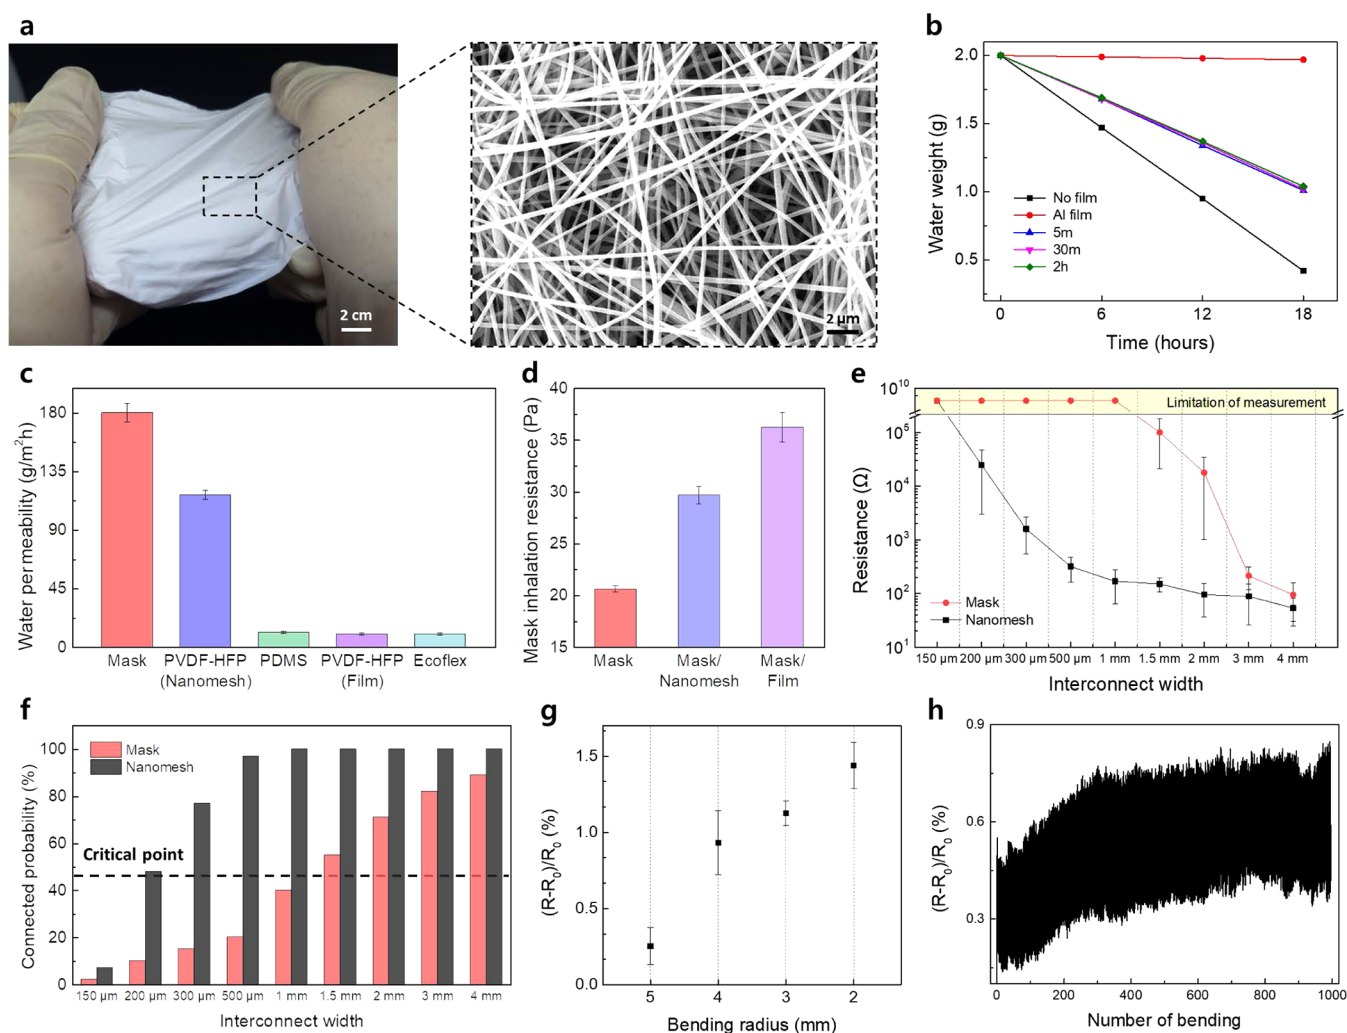 a
2 cm
2 µm
b
Water weight (g)
2.0
1.5
1.0
0.5
No film
Al film
5m
30m
2h
0 6 12 18
Time (hours)
c
Water permeability (g/m²h)
180
135
90
45
0
Mask PVDF-HFP PDMS PVDF-HFP Ecoflex
(Nanomesh) (Film)
d
Mask inhalation resistance (Pa)
40
35
30
25
20
15
Mask Mask/ Mask/
Nanomesh Film
e
Resistance (Ω)
10¹⁰
Limitation of measurement
10⁵
10⁴
10³
10²
10¹
Mask
Nanomesh
150 µm 200 µm 300 µm 500 µm 1 mm 1.5 mm 2 mm 3 mm 4 mm
Interconnect width
f
Connected probability (%)
100
80
60
40
20
0
Mask
Nanomesh
Critical point
150 µm 200 µm 300 µm 500 µm 1 mm 1.5 mm 2 mm 3 mm 4 mm
Interconnect width
g
(R-R₀)/R₀ (%)
1.5
1.0
0.5
0.0
5 4 3 2
Bending radius (mm)
h
(R-R₀)/R₀ (%)
0.9
0.6
0.3
0 200 400 600 800 1000
Number of bending